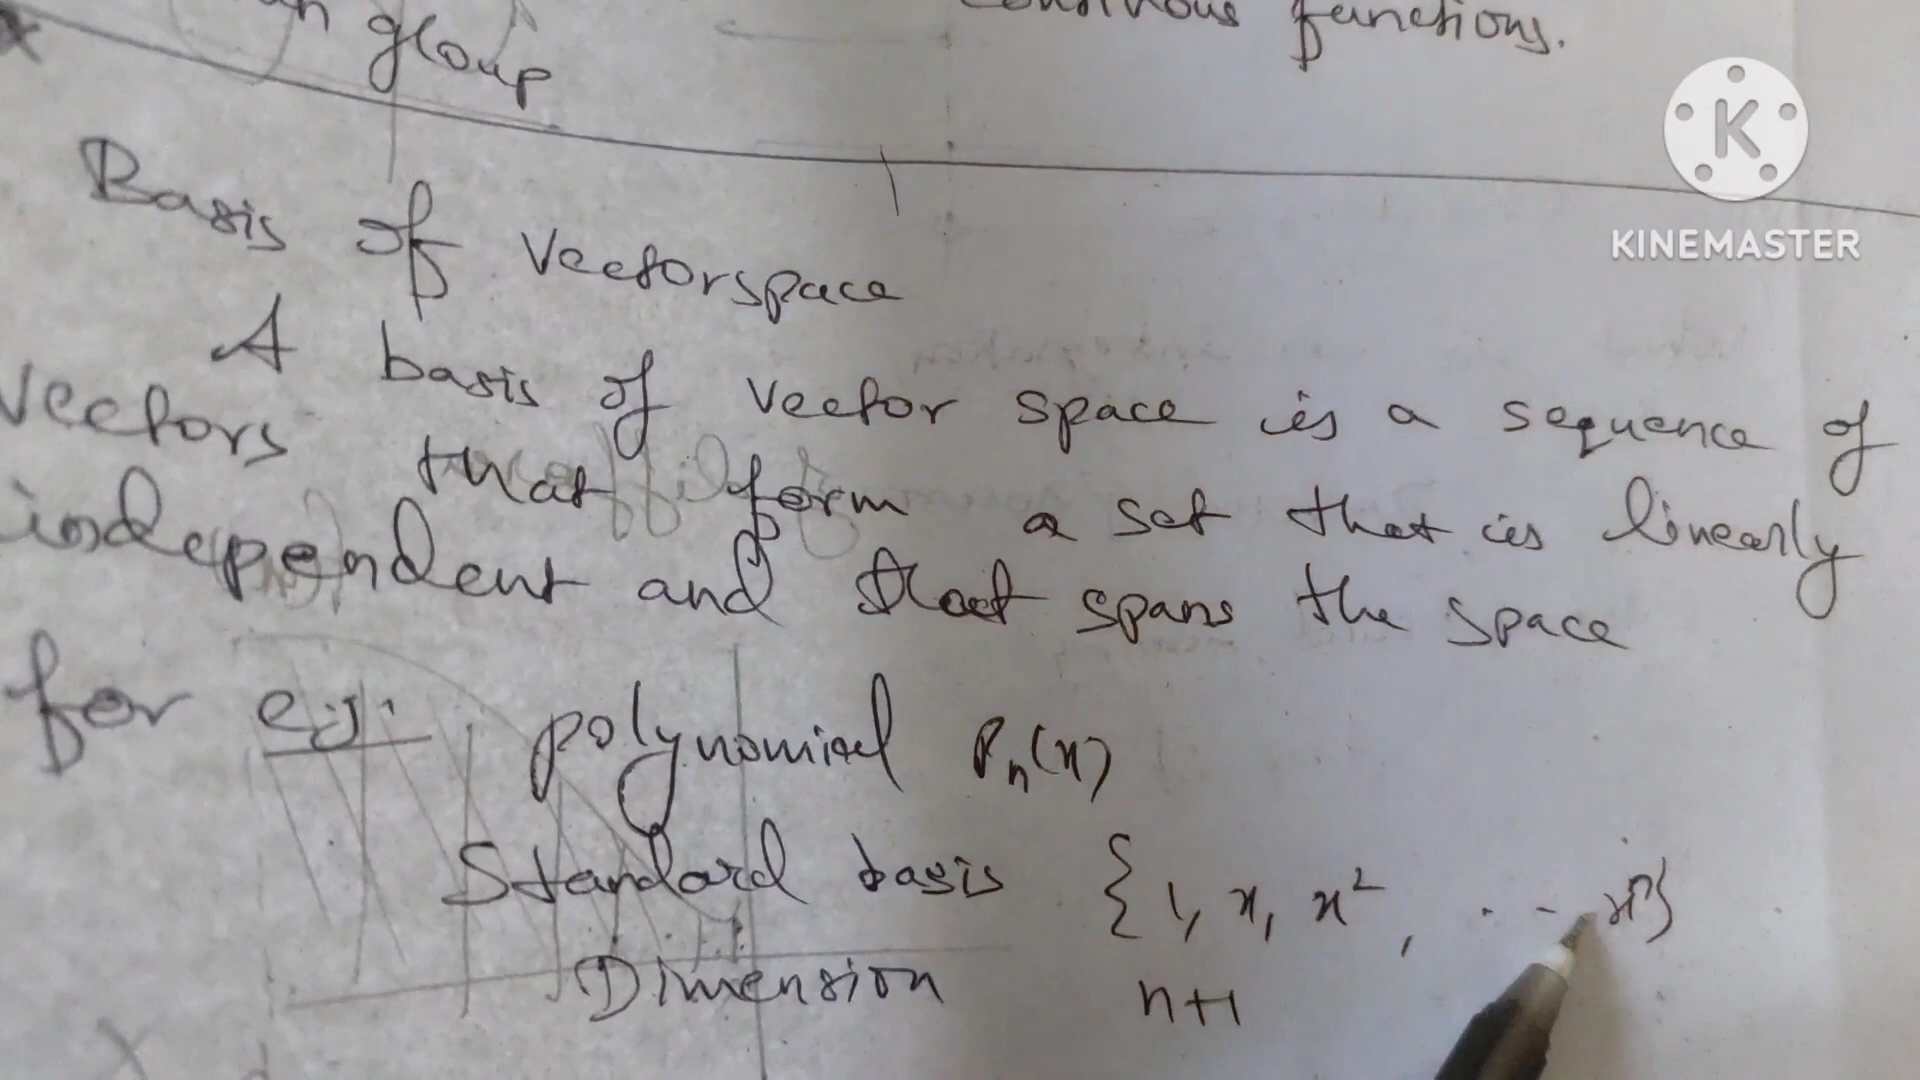 group
functions.
KINEMASTER
Basis of Vectorspace
A basis of vector space is a sequence of
vectors that form a set that is linearly
independent and that spans the space
for e.g. polynomial Pn(x)
Standard basis {1, x, x², . - xⁿ}
Dimension n+1